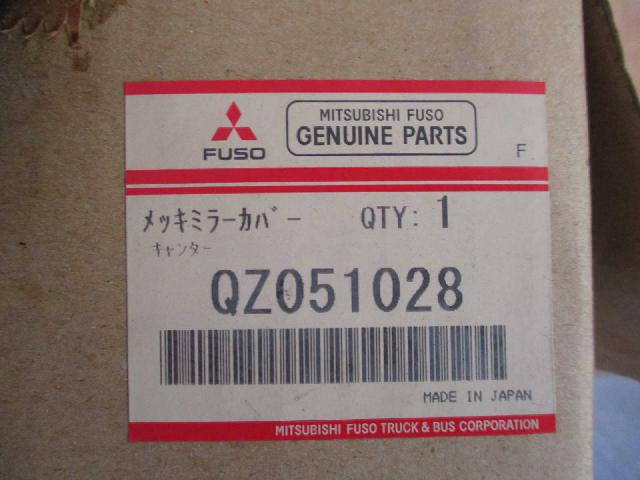 MITSUBISHI FUSO
GENUINE PARTS
FUSO
F
メッキミラーカバー QTY: 1
キャンター
QZ051028
MADE IN JAPAN
MITSUBISHI FUSO TRUCK & BUS CORPORATION